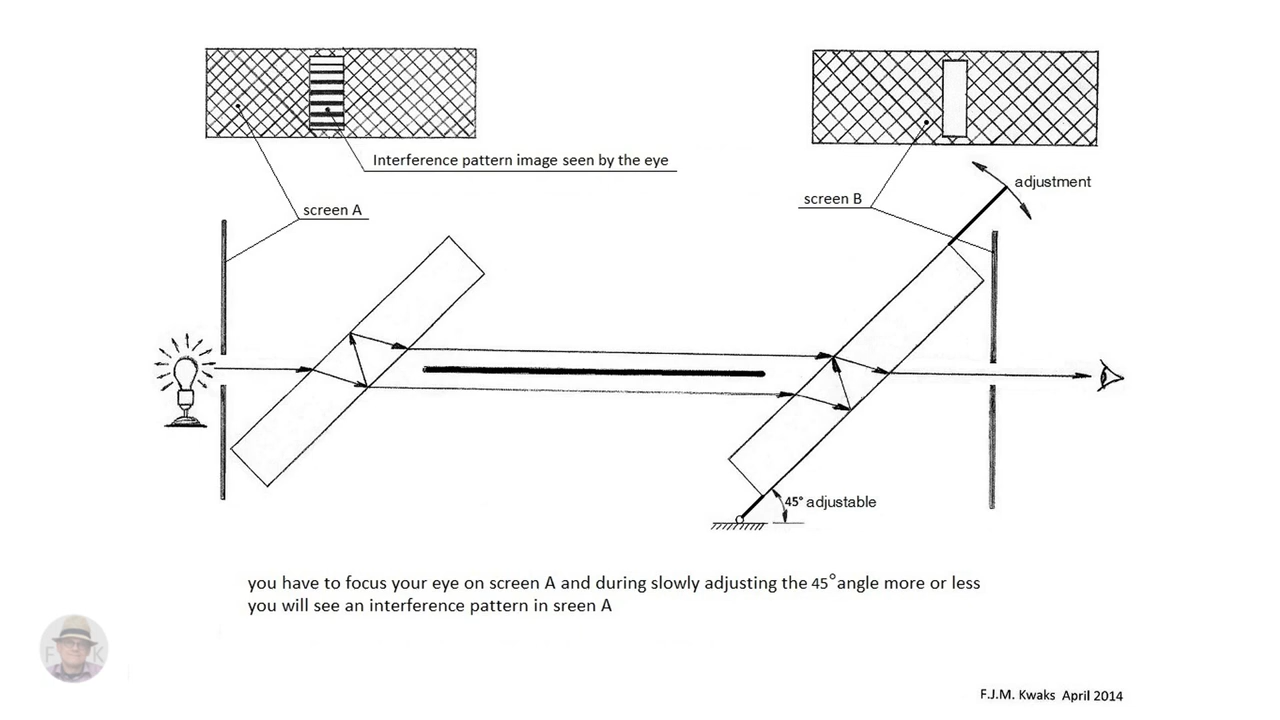 Interference pattern image seen by the eye
screen A
screen B
adjustment
45° adjustable
you have to focus your eye on screen A and during slowly adjusting the 45° angle more or less
you will see an interference pattern in sreen A
F K
F.J.M. Kwaks April 2014